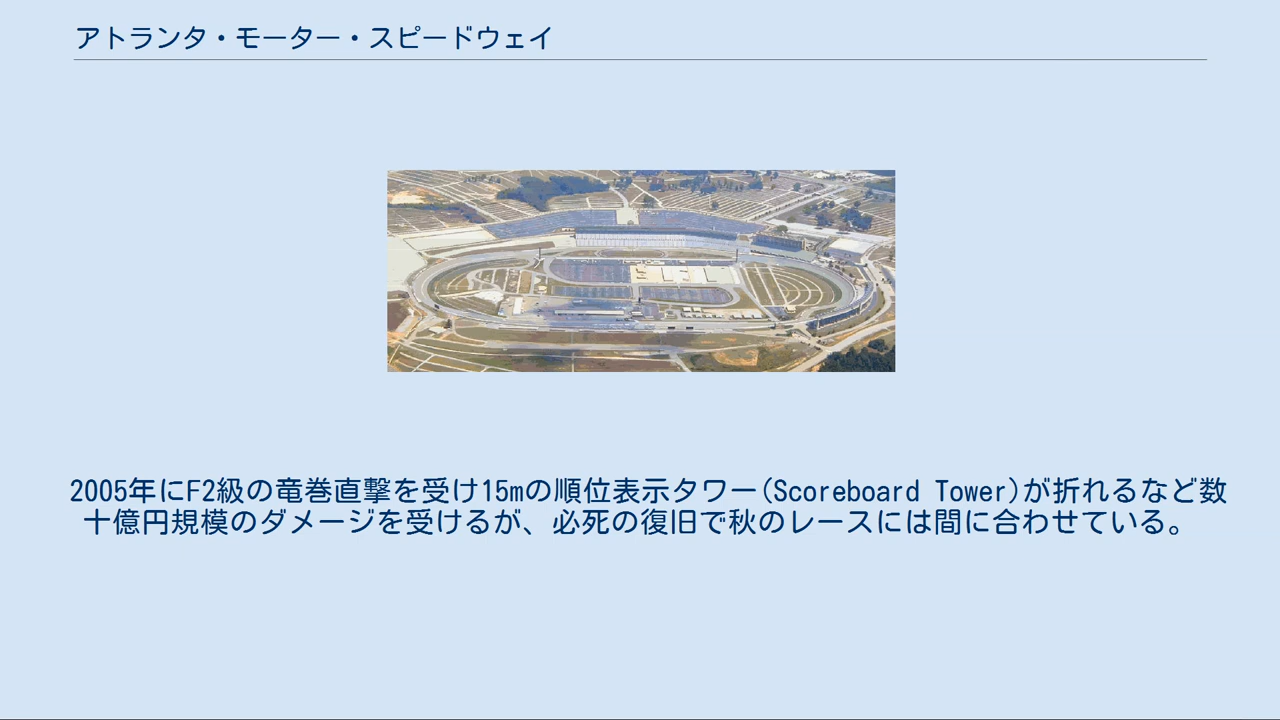 アトランタ・モーター・スピードウェイ
2005年にF2級の竜巻直撃を受け15mの順位表示タワー(Scoreboard Tower)が折れるなど数
十億円規模のダメージを受けるが、必死の復旧で秋のレースには間に合わせている。